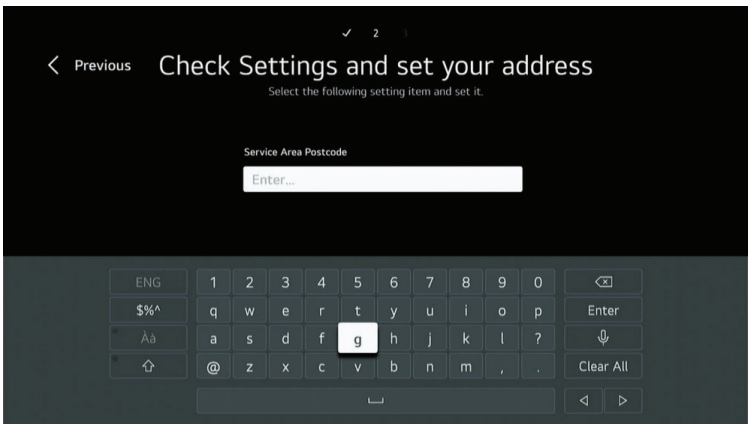 ✓ 2 3
Previous
Check Settings and set your address
Select the following setting item and set it.
Service Area Postcode
Enter...
ENG 1 2 3 4 5 6 7 8 9 0
$%^ q w e r t y u i o p Enter
Àà a s d f g h j k l ?
@ z x c v b n m , . Clear All